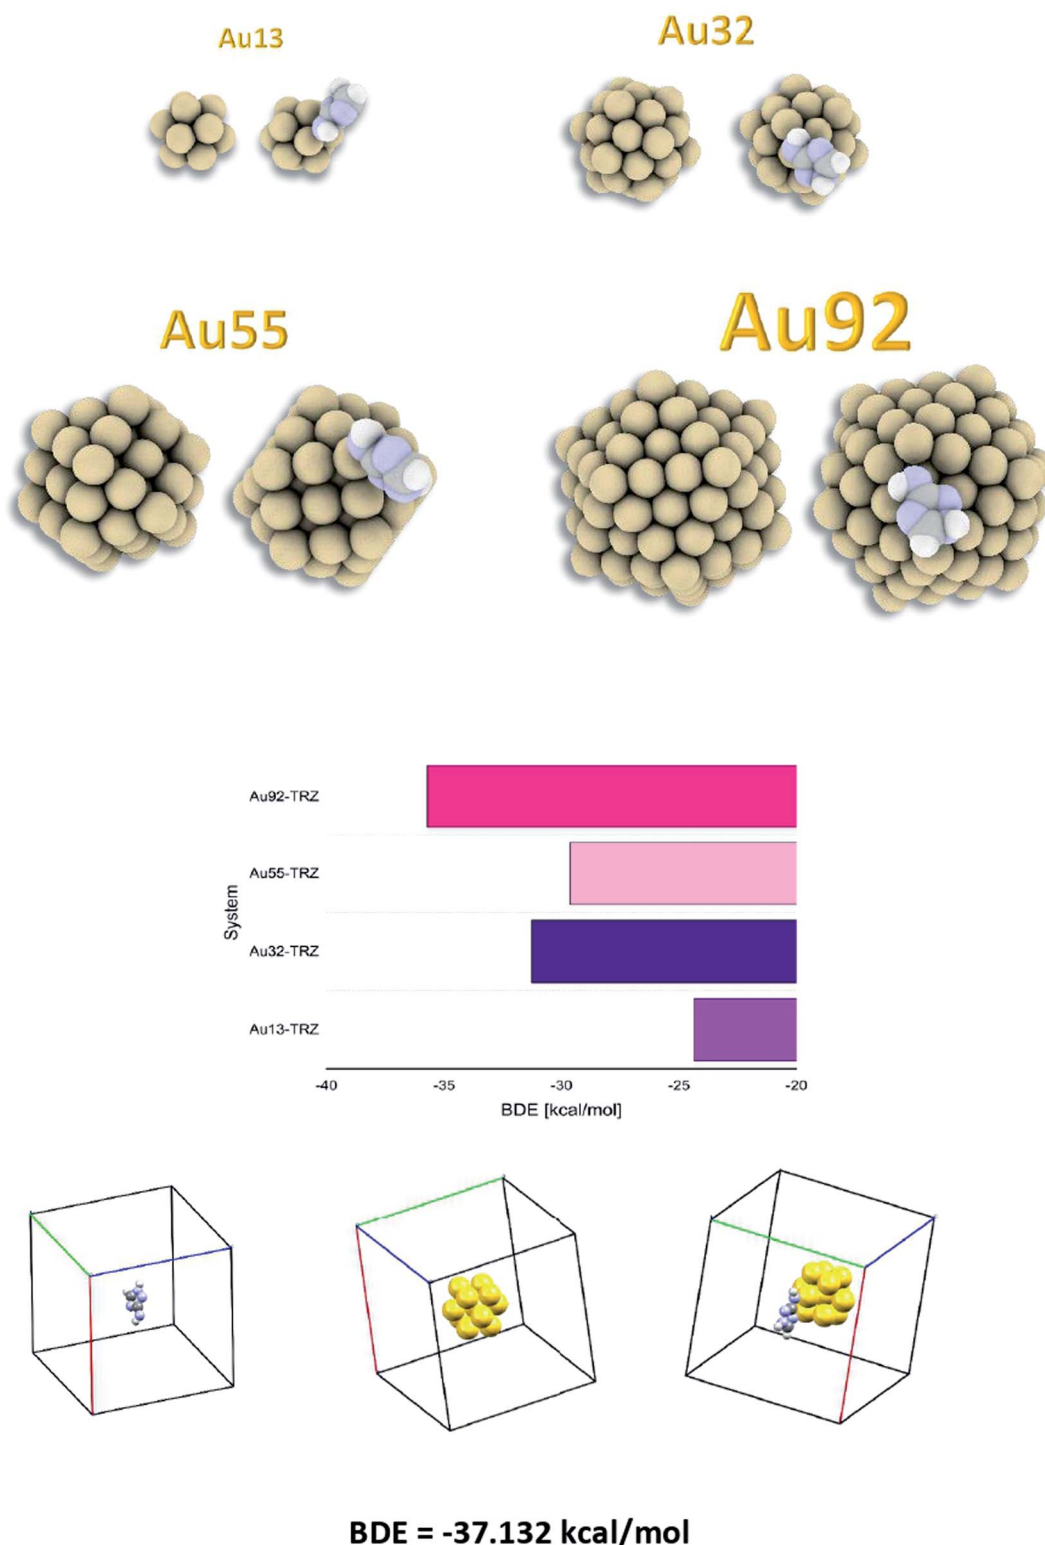 Au13
Au32
Au55
Au92
Au92-TRZ
Au55-TRZ
Au32-TRZ
Au13-TRZ
System
-40 -35 -30 -25 -20
BDE [kcal/mol]
BDE = -37.132 kcal/mol